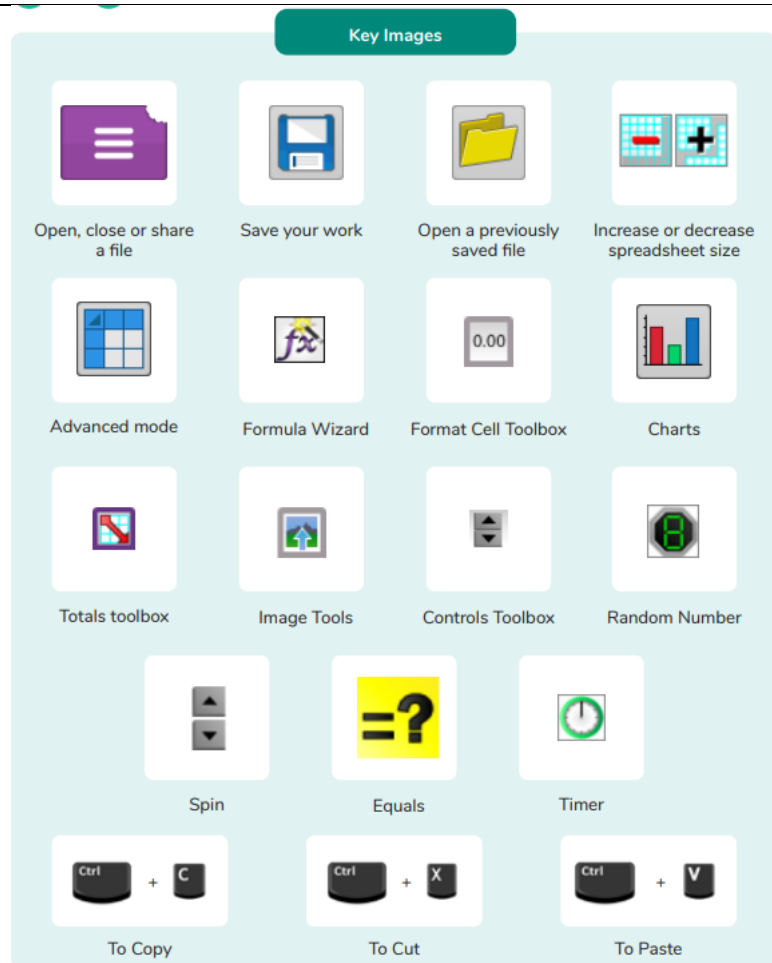 Key Images
Open, close or share
a file
Save your work
Open a previously
saved file
Increase or decrease
spreadsheet size
fx
0.00
Advanced mode
Formula Wizard
Format Cell Toolbox
Charts
8
Totals toolbox
Image Tools
Controls Toolbox
Random Number
=?
Spin
Equals
Timer
Ctrl + C
Ctrl + X
Ctrl + V
To Copy
To Cut
To Paste